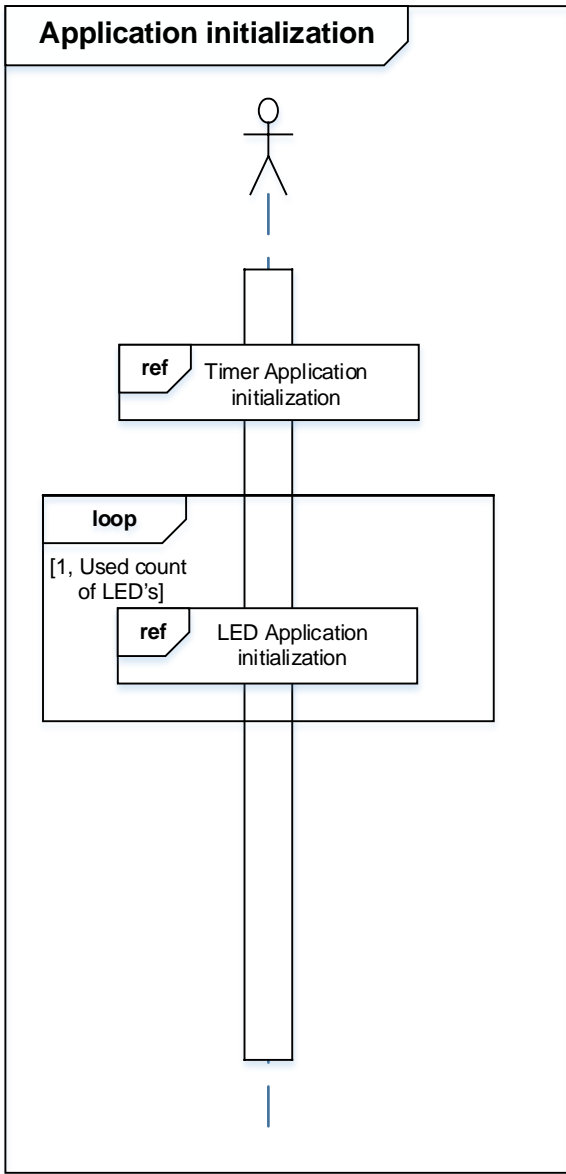 Application initialization
ref
Timer Application
initialization
loop
[1, Used count
of LED's]
ref
LED Application
initialization